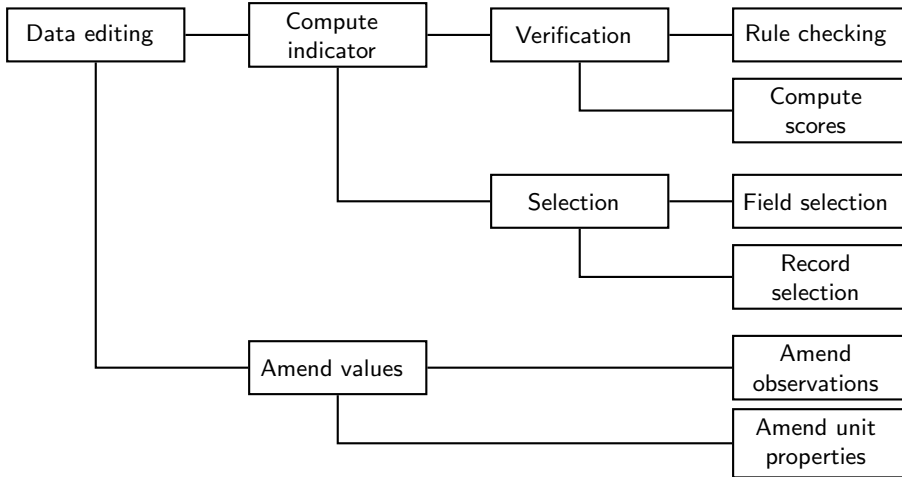 Data editing
Compute
indicator
Verification
Rule checking
Compute
scores
Selection
Field selection
Record
selection
Amend values
Amend
observations
Amend unit
properties